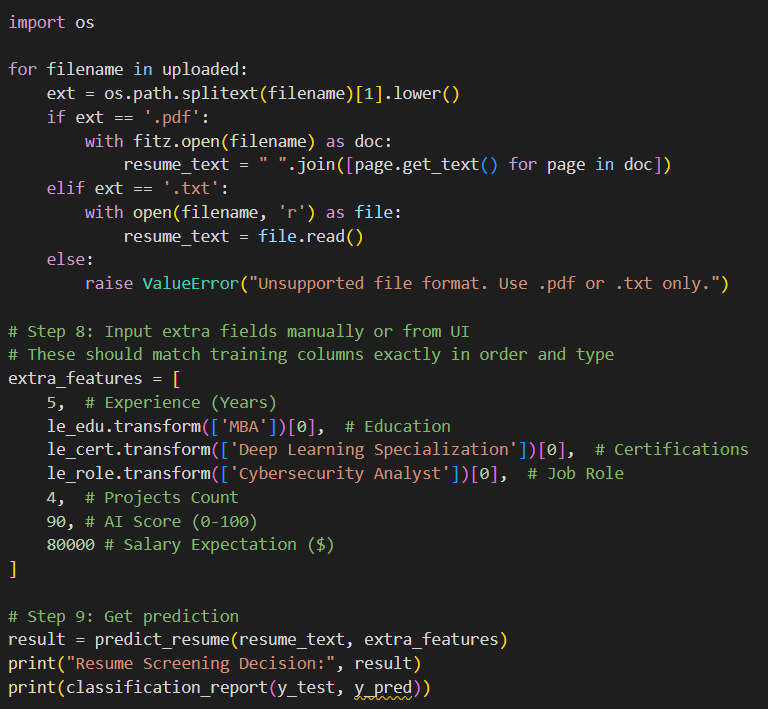 import os
for filename in uploaded:
    ext = os.path.splitext(filename)[1].lower()
    if ext == '.pdf':
        with fitz.open(filename) as doc:
            resume_text = " ".join([page.get_text() for page in doc])
    elif ext == '.txt':
        with open(filename, 'r') as file:
            resume_text = file.read()
    else:
        raise ValueError("Unsupported file format. Use .pdf or .txt only.")
# Step 8: Input extra fields manually or from UI
# These should match training columns exactly in order and type
extra_features = [
    5,  # Experience (Years)
    le_edu.transform(['MBA'])[0],  # Education
    le_cert.transform(['Deep Learning Specialization'])[0],  # Certifications
    le_role.transform(['Cybersecurity Analyst'])[0],  # Job Role
    4,  # Projects Count
    90, # AI Score (0-100)
    80000 # Salary Expectation ($)
]
# Step 9: Get prediction
result = predict_resume(resume_text, extra_features)
print("Resume Screening Decision:", result)
print(classification_report(y_test, y_pred))